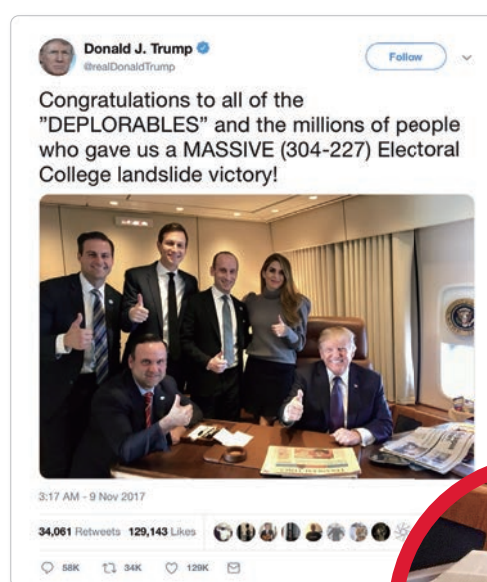 Donald J. Trump
@realDonaldTrump
Follow
Congratulations to all of the
”DEPLORABLES” and the millions of people
who gave us a MASSIVE (304-227) Electoral
College landslide victory!
3:17 AM - 9 Nov 2017
34,061 Retweets 129,143 Likes
58K 34K 129K